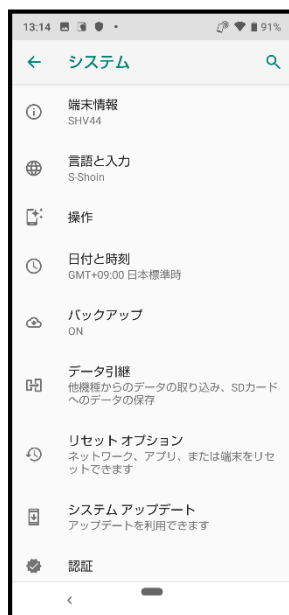 13:14 91%
システム
端末情報
SHV44
言語と入力
S-Shoin
操作
日付と時刻
GMT+09:00 日本標準時
バックアップ
ON
データ引継
他機種からのデータの取り込み、SDカード
へのデータの保存
リセット オプション
ネットワーク、アプリ、または端末をリセ
ットできます
システム アップデート
アップデートを利用できます
認証